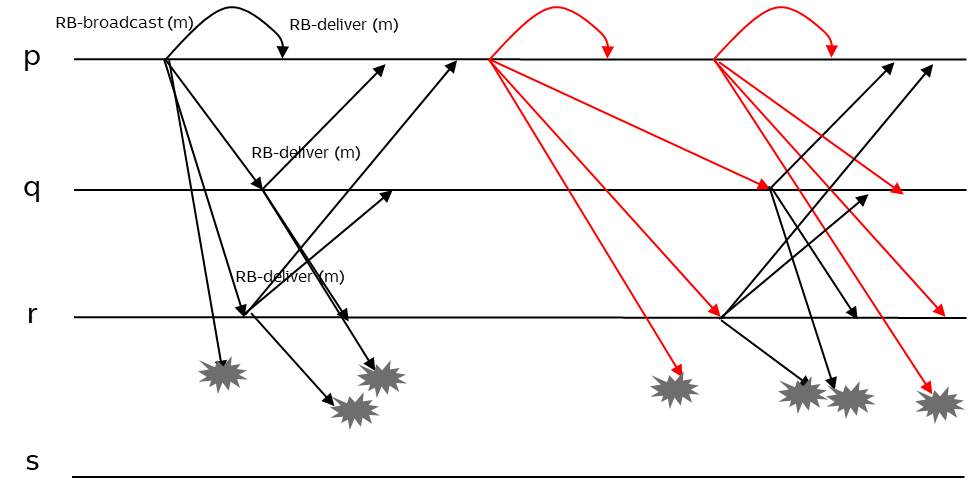 RB-broadcast (m)
RB-deliver (m)
p
RB-deliver (m)
q
RB-deliver (m)
r
s